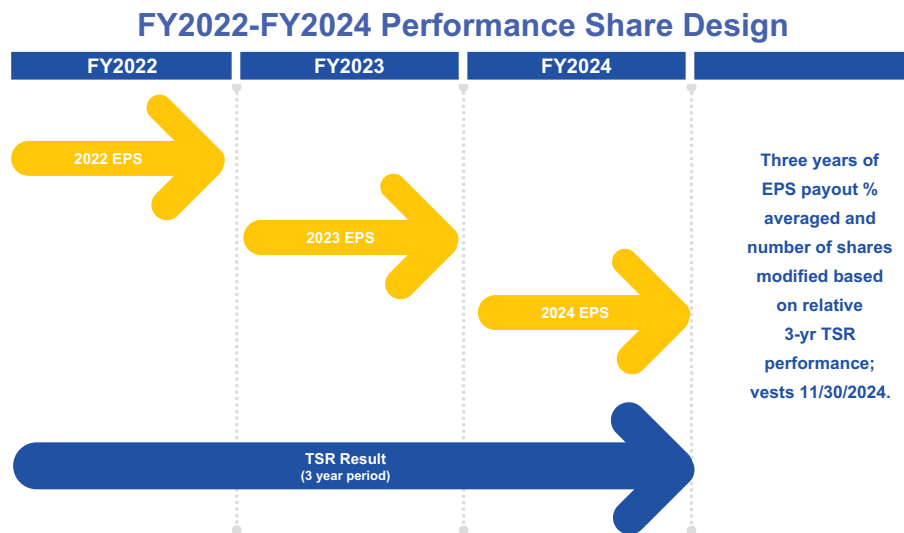 FY2022-FY2024 Performance Share Design
FY2022
FY2023
FY2024
2022 EPS
2023 EPS
2024 EPS
Three years of
EPS payout %
averaged and
number of shares
modified based
on relative
3-yr TSR
performance;
vests 11/30/2024.
TSR Result
(3 year period)